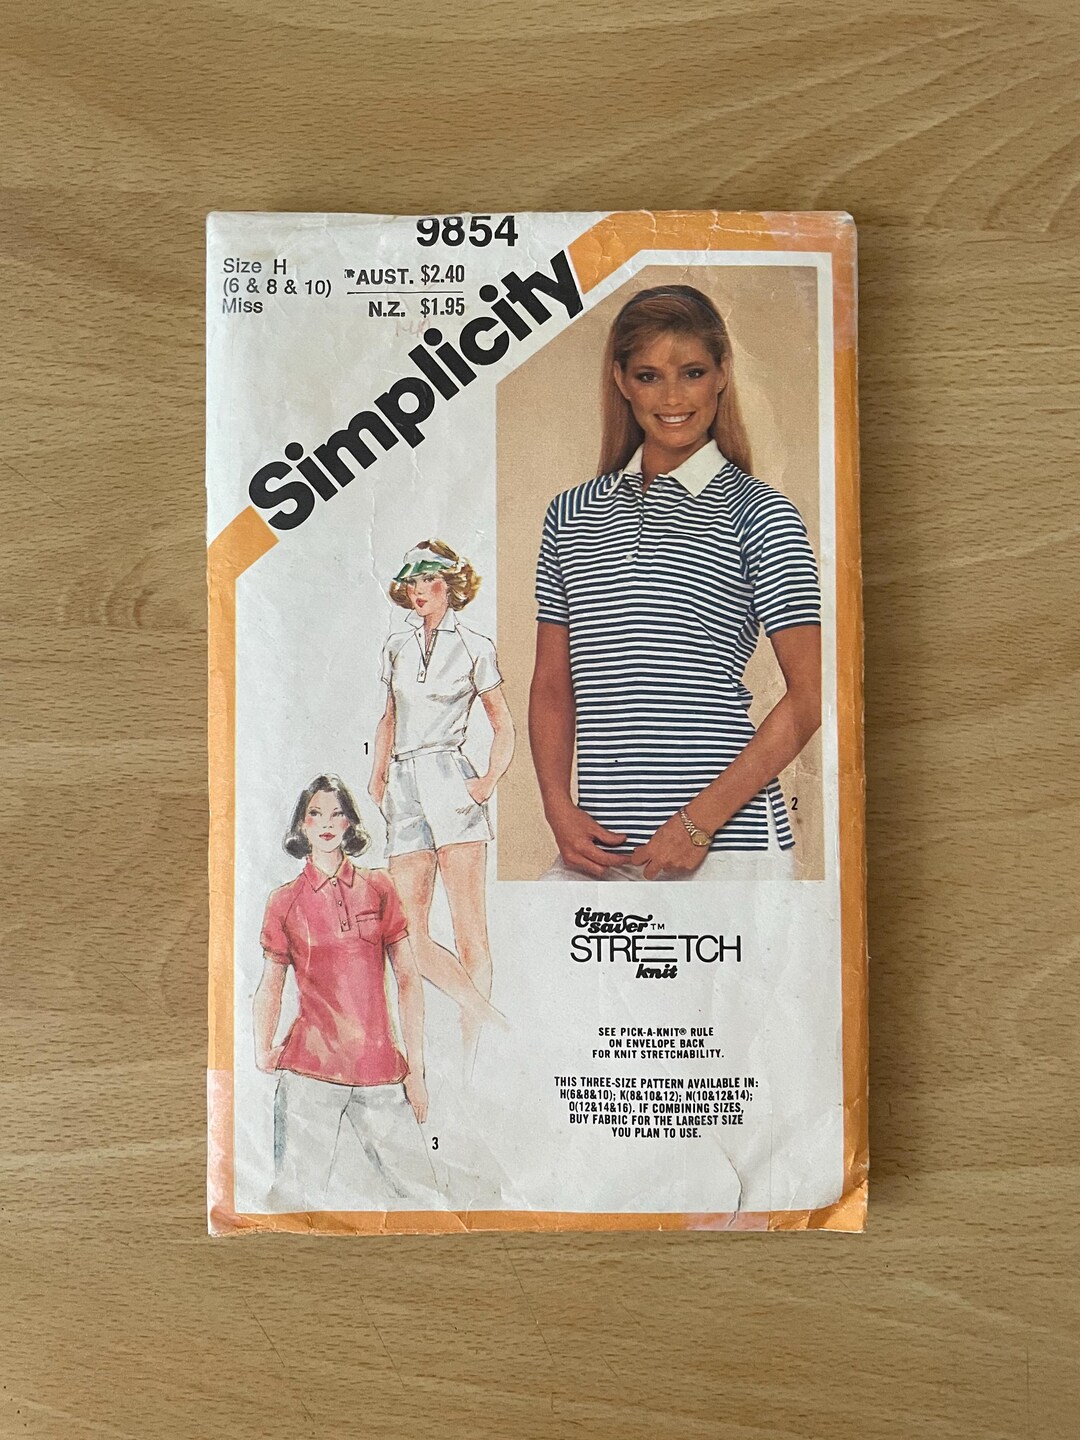 9854
Size H
(6 & 8 & 10)
Miss
AUST. $2.40
N.Z. $1.95
Simplicity
1
2
3
time
saver™
STRETCH
knit
SEE PICK-A-KNIT® RULE
ON ENVELOPE BACK
FOR KNIT STRETCHABILITY.
THIS THREE-SIZE PATTERN AVAILABLE IN:
H(6&8&10); K(8&10&12); N(10&12&14);
O(12&14&16). IF COMBINING SIZES,
BUY FABRIC FOR THE LARGEST SIZE
YOU PLAN TO USE.